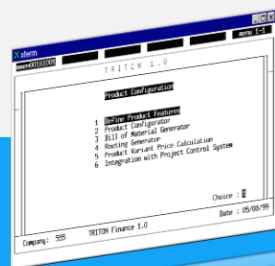 Xterm
menu 1-1
TRITON 1.0
Product Configuration
1 Define Product Features
2 Product Configurator
3 Bill of Material Generator
4 Routing Generator
5 Product Variant Price Calculation
6 Integration with Project Control System
Choice :
Company: 555 TRITON Finance 1.0 Date : 05/08/99